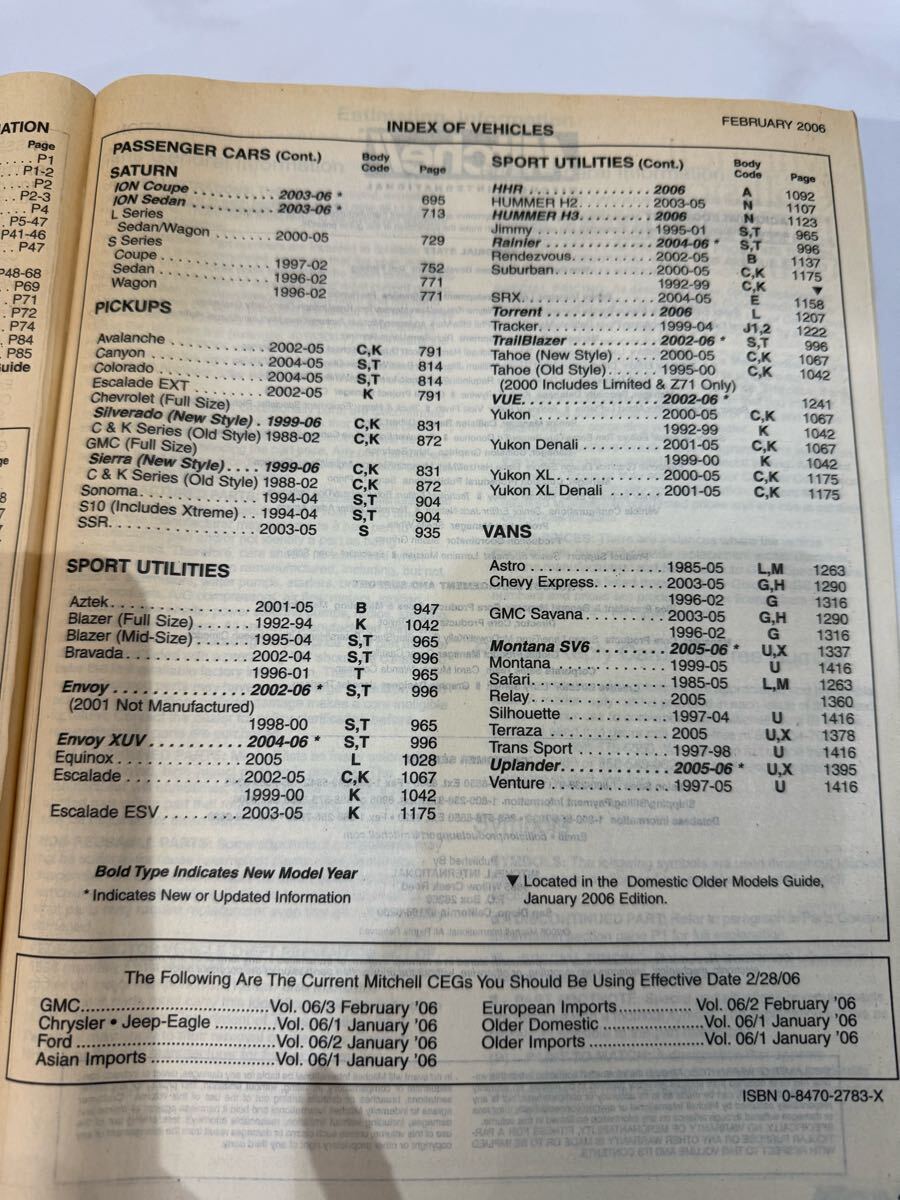 ATION
Page
P1
P1-2
P2
P2-3
P4
P5-47
P41-46
P47
P48-68
P69
P71
P72
P74
P84
P85
uide
INDEX OF VEHICLES
FEBRUARY 2006
PASSENGER CARS (Cont.) Body Code Page
SATURN
ION Coupe . . . . . . . . . . 2003-06 * 695
ION Sedan . . . . . . . . . . 2003-06 * 713
L Series
Sedan/Wagon . . . . . . . . 2000-05 729
S Series
Coupe . . . . . . . . . . . . . 1997-02 752
Sedan . . . . . . . . . . . . . 1996-02 771
Wagon . . . . . . . . . . . . 1996-02 771
PICKUPS
Avalanche . . . . . . . . . . . 2002-05 C,K 791
Canyon . . . . . . . . . . . . . 2004-05 S,T 814
Colorado . . . . . . . . . . . . 2004-05 S,T 814
Escalade EXT . . . . . . . . 2002-05 K 791
Chevrolet (Full Size)
Silverado (New Style) . 1999-06 C,K 831
C & K Series (Old Style) 1988-02 C,K 872
GMC (Full Size)
Sierra (New Style) . . . . 1999-06 C,K 831
C & K Series (Old Style) 1988-02 C,K 872
Sonoma . . . . . . . . . . . . . 1994-04 S,T 904
S10 (Includes Xtreme) . . 1994-04 S,T 904
SSR . . . . . . . . . . . . . . . . 2003-05 S 935
SPORT UTILITIES
Aztek . . . . . . . . . . . . . . . 2001-05 B 947
Blazer (Full Size) . . . . . . 1992-94 K 1042
Blazer (Mid-Size) . . . . . . 1995-04 S,T 965
Bravada . . . . . . . . . . . . . 2002-04 S,T 996
1996-01 T 965
Envoy . . . . . . . . . . . . . . 2002-06 * S,T 996
(2001 Not Manufactured)
1998-00 S,T 965
Envoy XUV . . . . . . . . . . 2004-06 * S,T 996
Equinox . . . . . . . . . . . . . 2005 L 1028
Escalade . . . . . . . . . . . . 2002-05 C,K 1067
1999-00 K 1042
Escalade ESV . . . . . . . . 2003-05 K 1175
Bold Type Indicates New Model Year
* Indicates New or Updated Information
SPORT UTILITIES (Cont.) Body Code Page
HHR . . . . . . . . . . . . . . . 2006 A 1092
HUMMER H2 . . . . . . . . . 2003-05 N 1107
HUMMER H3 . . . . . . . . 2006 N 1123
Jimmy . . . . . . . . . . . . . . 1995-01 S,T 965
Rainier . . . . . . . . . . . . . 2004-06 * S,T 996
Rendezvous . . . . . . . . . . 2002-05 B 1137
Suburban . . . . . . . . . . . . 2000-05 C,K 1175
1992-99 C,K ▼
SRX . . . . . . . . . . . . . . . . 2004-05 E 1158
Torrent . . . . . . . . . . . . . 2006 L 1207
Tracker . . . . . . . . . . . . . . 1999-04 J1,2 1222
TrailBlazer . . . . . . . . . . 2002-06 * S,T 996
Tahoe (New Style) . . . . . 2000-05 C,K 1067
Tahoe (Old Style) . . . . . . 1995-00 C,K 1042
(2000 Includes Limited & Z71 Only)
VUE . . . . . . . . . . . . . . . . 2002-06 * 1241
Yukon . . . . . . . . . . . . . . 2000-05 C,K 1067
1992-99 K 1042
Yukon Denali . . . . . . . . . 2001-05 C,K 1067
1999-00 K 1042
Yukon XL . . . . . . . . . . . . 2000-05 C,K 1175
Yukon XL Denali . . . . . . 2001-05 C,K 1175
VANS
Astro . . . . . . . . . . . . . . . 1985-05 L,M 1263
Chevy Express . . . . . . . . 2003-05 G,H 1290
1996-02 G 1316
GMC Savana . . . . . . . . . 2003-05 G,H 1290
1996-02 G 1316
Montana SV6 . . . . . . . . 2005-06 * U,X 1337
Montana . . . . . . . . . . . . . 1999-05 U 1416
Safari . . . . . . . . . . . . . . . 1985-05 L,M 1263
Relay . . . . . . . . . . . . . . . 2005 1360
Silhouette . . . . . . . . . . . 1997-04 U 1416
Terraza . . . . . . . . . . . . . 2005 U,X 1378
Trans Sport . . . . . . . . . . 1997-98 U 1416
Uplander . . . . . . . . . . . . 2005-06 * U,X 1395
Venture . . . . . . . . . . . . . 1997-05 U 1416
▼ Located in the Domestic Older Models Guide,
January 2006 Edition.
The Following Are The Current Mitchell CEGs You Should Be Using Effective Date 2/28/06
GMC . . . . . . . . . . . . Vol. 06/3 February '06
Chrysler • Jeep-Eagle . . . . . . Vol. 06/1 January '06
Ford . . . . . . . . . . . . Vol. 06/2 January '06
Asian Imports . . . . . . . . . Vol. 06/1 January '06
European Imports . . . . . . Vol. 06/2 February '06
Older Domestic . . . . . . . . Vol. 06/1 January '06
Older Imports . . . . . . . . . Vol. 06/1 January '06
ISBN 0-8470-2783-X